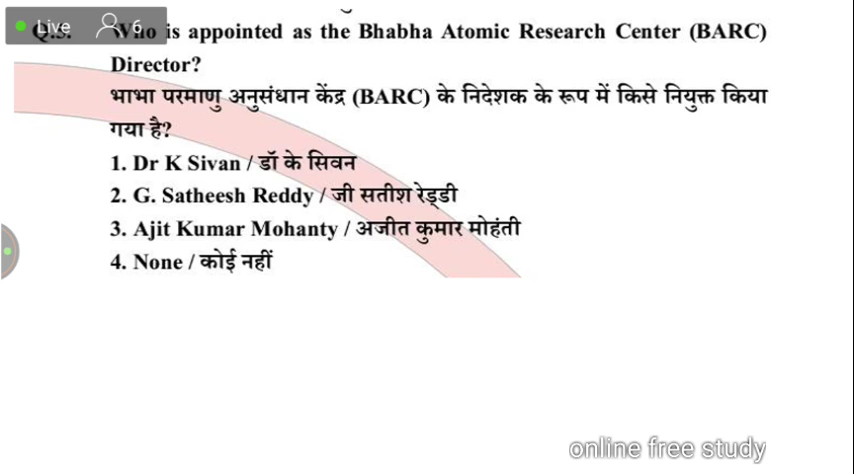 Live 6
Who is appointed as the Bhabha Atomic Research Center (BARC)
Director?
भाभा परमाणु अनुसंधान केंद्र (BARC) के निदेशक के रूप में किसे नियुक्त किया
गया है?
1. Dr K Sivan / डॉ के सिवन
2. G. Satheesh Reddy / जी सतीश रेड्डी
3. Ajit Kumar Mohanty / अजीत कुमार मोहंती
4. None / कोई नहीं
online free study